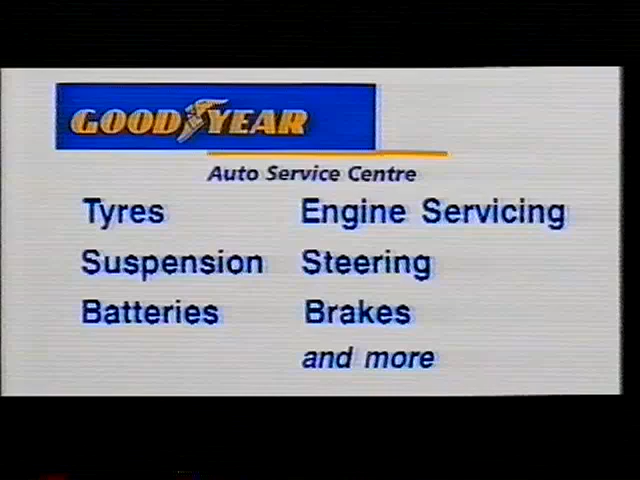 GOODYEAR
Auto Service Centre
Tyres
Suspension
Batteries
Engine Servicing
Steering
Brakes
and more